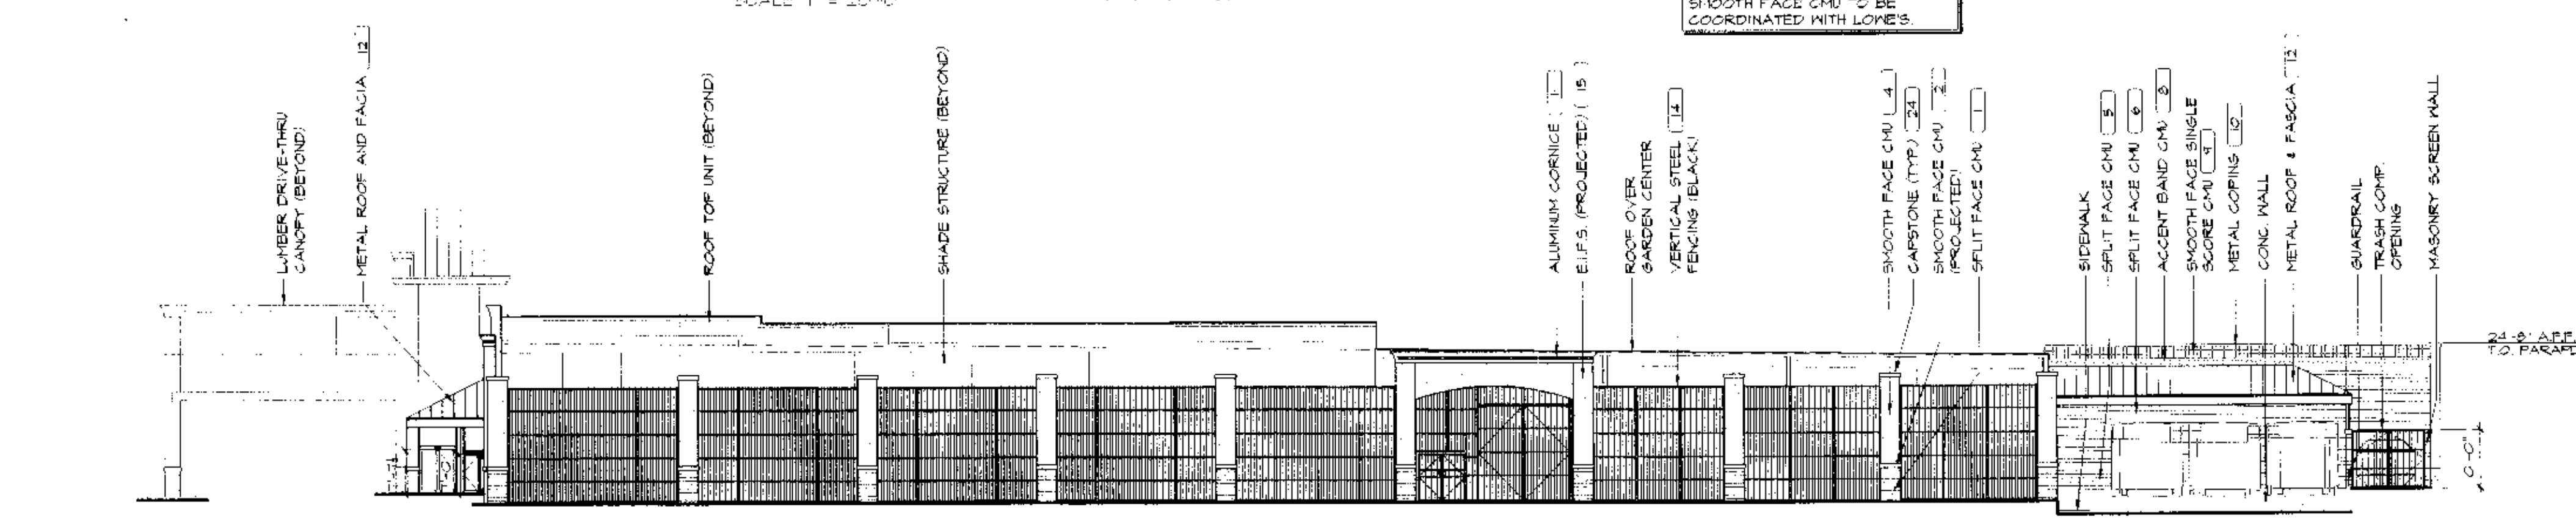 SMOOTH FACE CMU TO BE
COORDINATED WITH LOWE'S.
LUMBER DRIVE-THRU
CANOPY (BEYOND)
METAL ROOF AND FACIA 12
ROOF TOP UNIT (BEYOND)
SHADE STRUCTURE (BEYOND)
ALUMINUM CORNICE
E.I.F.S. (PROJECTED) 15
ROOF OVER
GARDEN CENTER
VERTICAL STEEL 14
FENCING (BLACK)
SMOOTH FACE CMU 4
CAPSTONE (TYP.) 24
SMOOTH FACE CMU 2
(PROJECTED)
SPLIT FACE CMU 1
SIDEWALK
SPLIT FACE CMU 5
SPLIT FACE CMU 6
ACCENT BAND CMU 8
SMOOTH FACE SINGLE
SCORE CMU 9
METAL COPING 10
CONC. WALL
METAL ROOF & FASCIA 12
GUARDRAIL
TRASH COMP.
OPENING
MASONRY SCREEN WALL
24'-8" A.F.F.
T.O. PARAPE